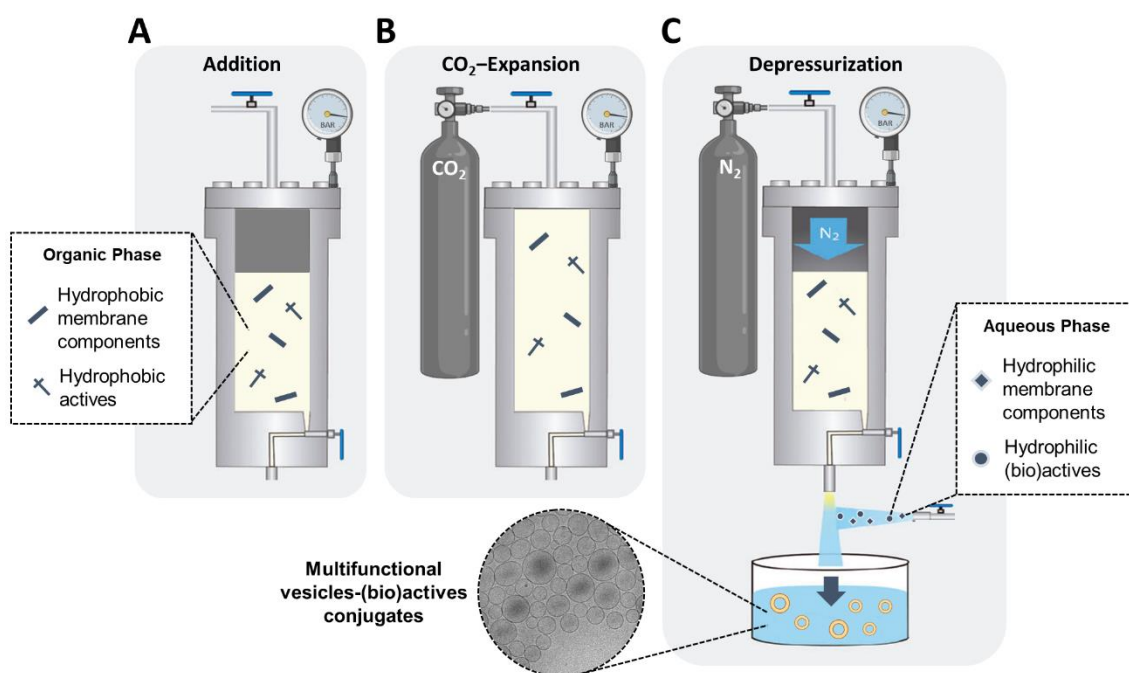 A
Addition
BAR
Organic Phase
Hydrophobic
membrane
components
Hydrophobic
actives
B
CO₂–Expansion
BAR
CO₂
C
Depressurization
BAR
N₂
N₂
Aqueous Phase
Hydrophilic
membrane
components
Hydrophilic
(bio)actives
Multifunctional
vesicles-(bio)actives
conjugates